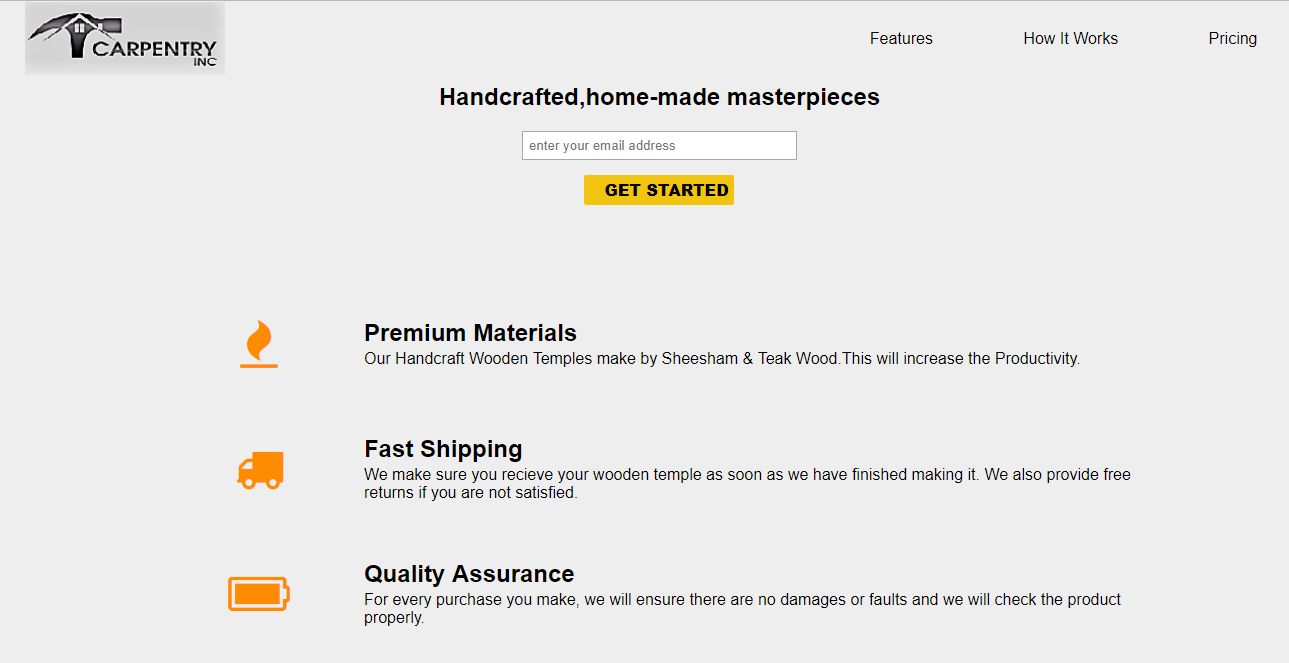 CARPENTRY
INC
Features How It Works Pricing
Handcrafted,home-made masterpieces
enter your email address
GET STARTED
Premium Materials
Our Handcraft Wooden Temples make by Sheesham & Teak Wood.This will increase the Productivity.
Fast Shipping
We make sure you recieve your wooden temple as soon as we have finished making it. We also provide free
returns if you are not satisfied.
Quality Assurance
For every purchase you make, we will ensure there are no damages or faults and we will check the product
properly.